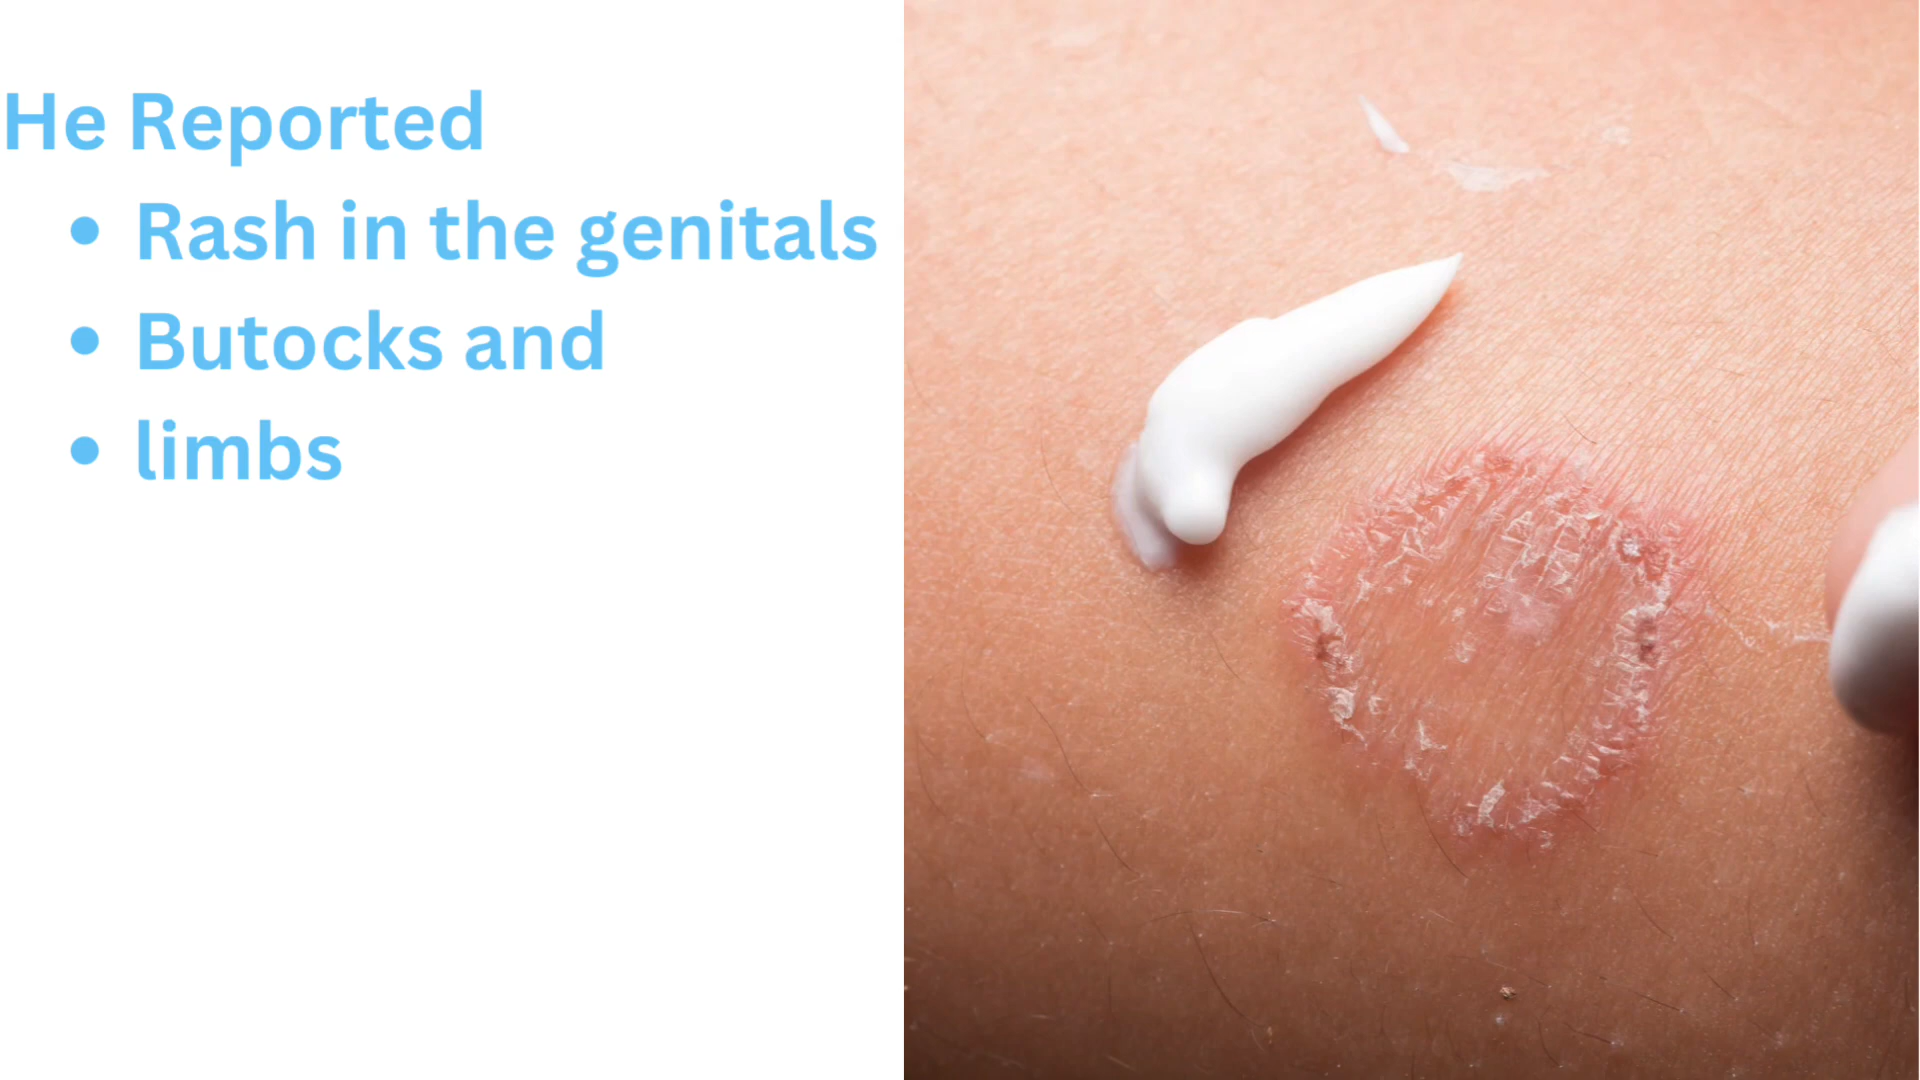 He Reported
• Rash in the genitals
• Butocks and
• limbs